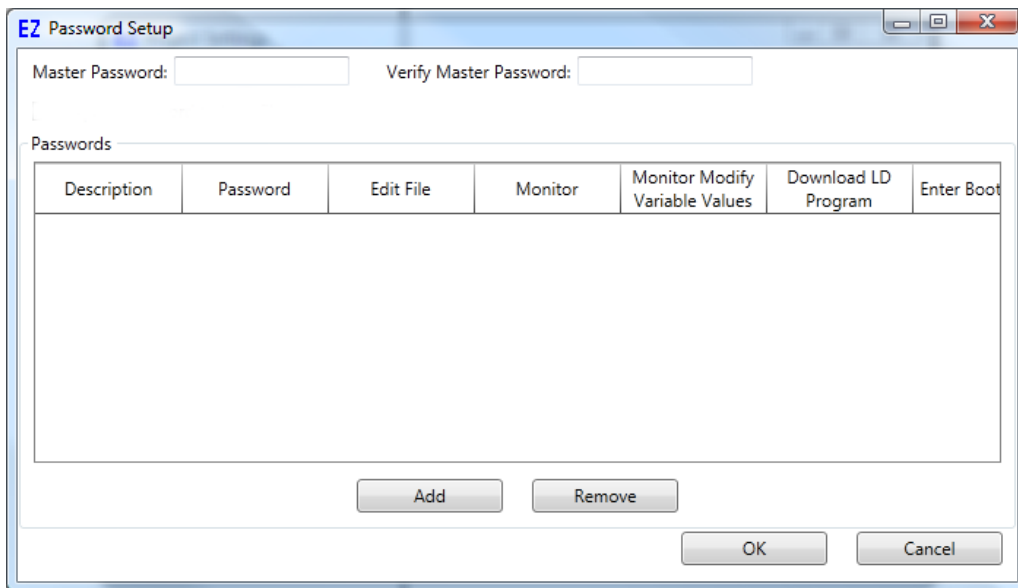 EZ Password Setup
Master Password: Verify Master Password:
Passwords
Description Password Edit File Monitor Monitor Modify Variable Values Download LD Program Enter Boot
Add Remove
OK Cancel